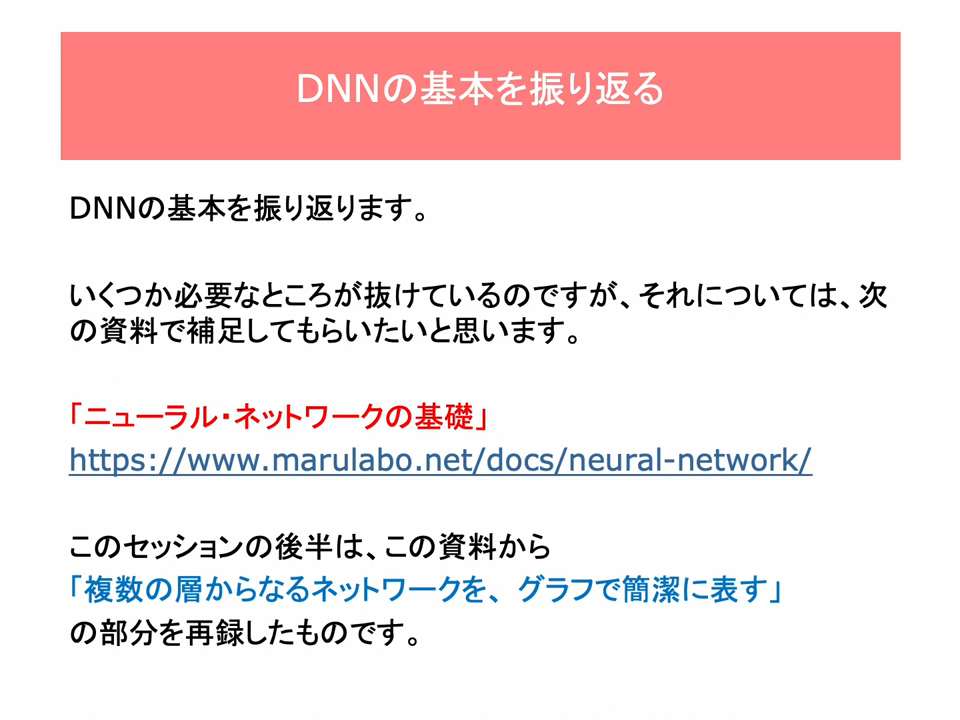 DNNの基本を振り返る
DNNの基本を振り返ります。
いくつか必要なところが抜けているのですが、それについては、次
の資料で補足してもらいたいと思います。
「ニューラル・ネットワークの基礎」
https://www.marulabo.net/docs/neural-network/
このセッションの後半は、この資料から
「複数の層からなるネットワークを、グラフで簡潔に表す」
の部分を再録したものです。